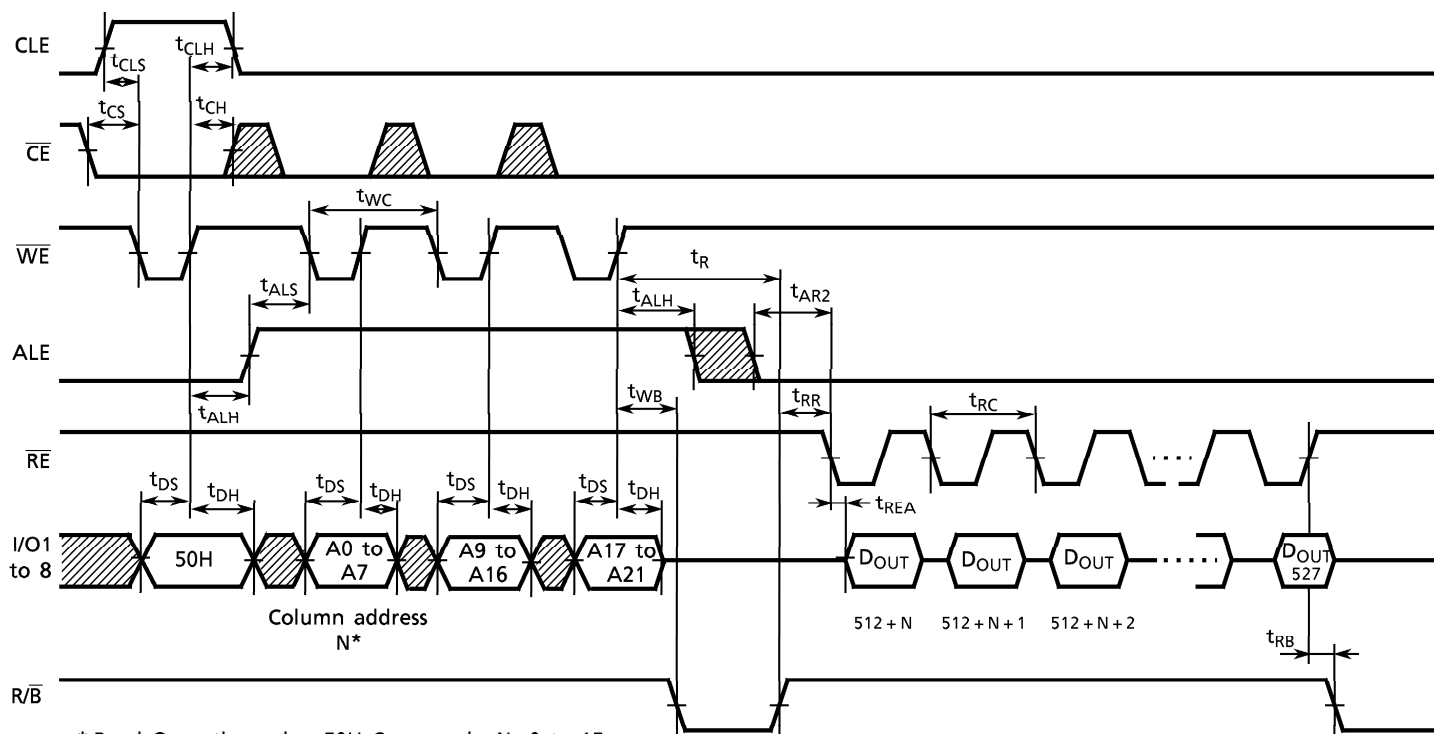 CLE
tCLS
tCLH
CE
tCS
tCH
WE
tWC
tALS
tR
tALH
tAR2
ALE
tALH
tWB
tRR
tRC
RE
tDS
tDH
tDS
tDH
tDS
tDH
tDS
tDH
tREA
I/O1
to 8
50H
A0 to
A7
A9 to
A16
A17 to
A21
DOUT
DOUT
DOUT
DOUT
527
Column address
N*
512 + N
512 + N + 1
512 + N + 2
tRB
R/B